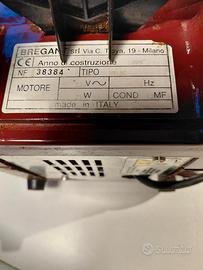 BREGANT srl Via C. Troya, 19 - Milano
CE Anno di costruzione
NF 38384 TIPO
MOTORE V~ Hz
W COND MF
made in ITALY
Subito